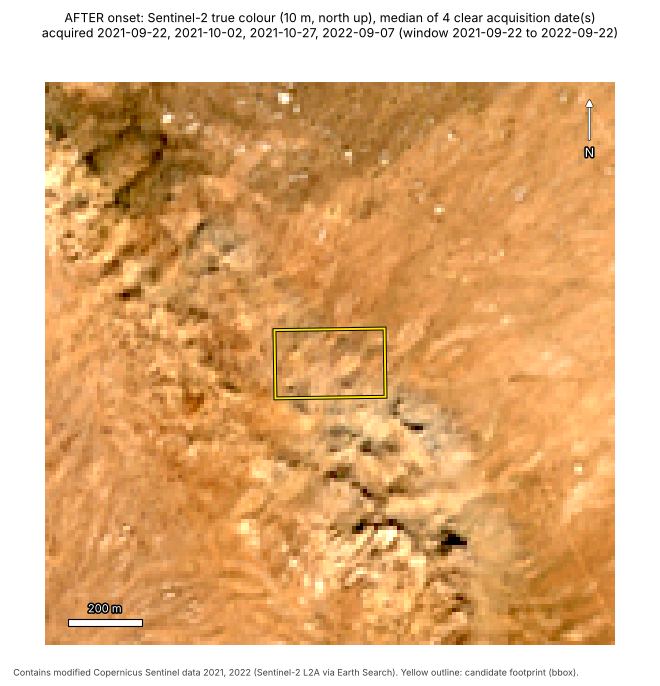 AFTER onset: Sentinel-2 true colour (10 m, north up), median of 4 clear acquisition date(s)
acquired 2021-09-22, 2021-10-02, 2021-10-27, 2022-09-07 (window 2021-09-22 to 2022-09-22)
N
200 m
Contains modified Copernicus Sentinel data 2021, 2022 (Sentinel-2 L2A via Earth Search). Yellow outline: candidate footprint (bbox).